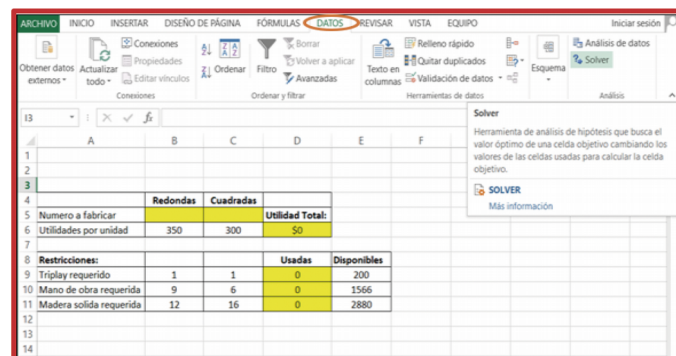 ARCHIVO INICIO INSERTAR DISEÑO DE PÁGINA FÓRMULAS DATOS REVISAR VISTA EQUIPO Iniciar sesión
Obtener datos externos
Actualizar todo
Conexiones
Propiedades
Editar vínculos
Conexiones
Ordenar
Filtro
Borrar
Volver a aplicar
Avanzadas
Ordenar y filtrar
Texto en columnas
Relleno rápido
Quitar duplicados
Validación de datos
Herramientas de datos
Esquema
Análisis de datos
Solver
Análisis
I3 fx
Solver
Herramienta de análisis de hipótesis que busca el
valor óptimo de una celda objetivo cambiando los
valores de las celdas usadas para calcular la celda
objetivo.
SOLVER
Más información
A B C D E F
1
2
3
4 Redondas Cuadradas
5 Numero a fabricar Utilidad Total:
6 Utilidades por unidad 350 300 $0
7
8 Restricciones: Usadas Disponibles
9 Triplay requerido 1 1 0 200
10 Mano de obra requerida 9 6 0 1566
11 Madera solida requerida 12 16 0 2880
12
13
14